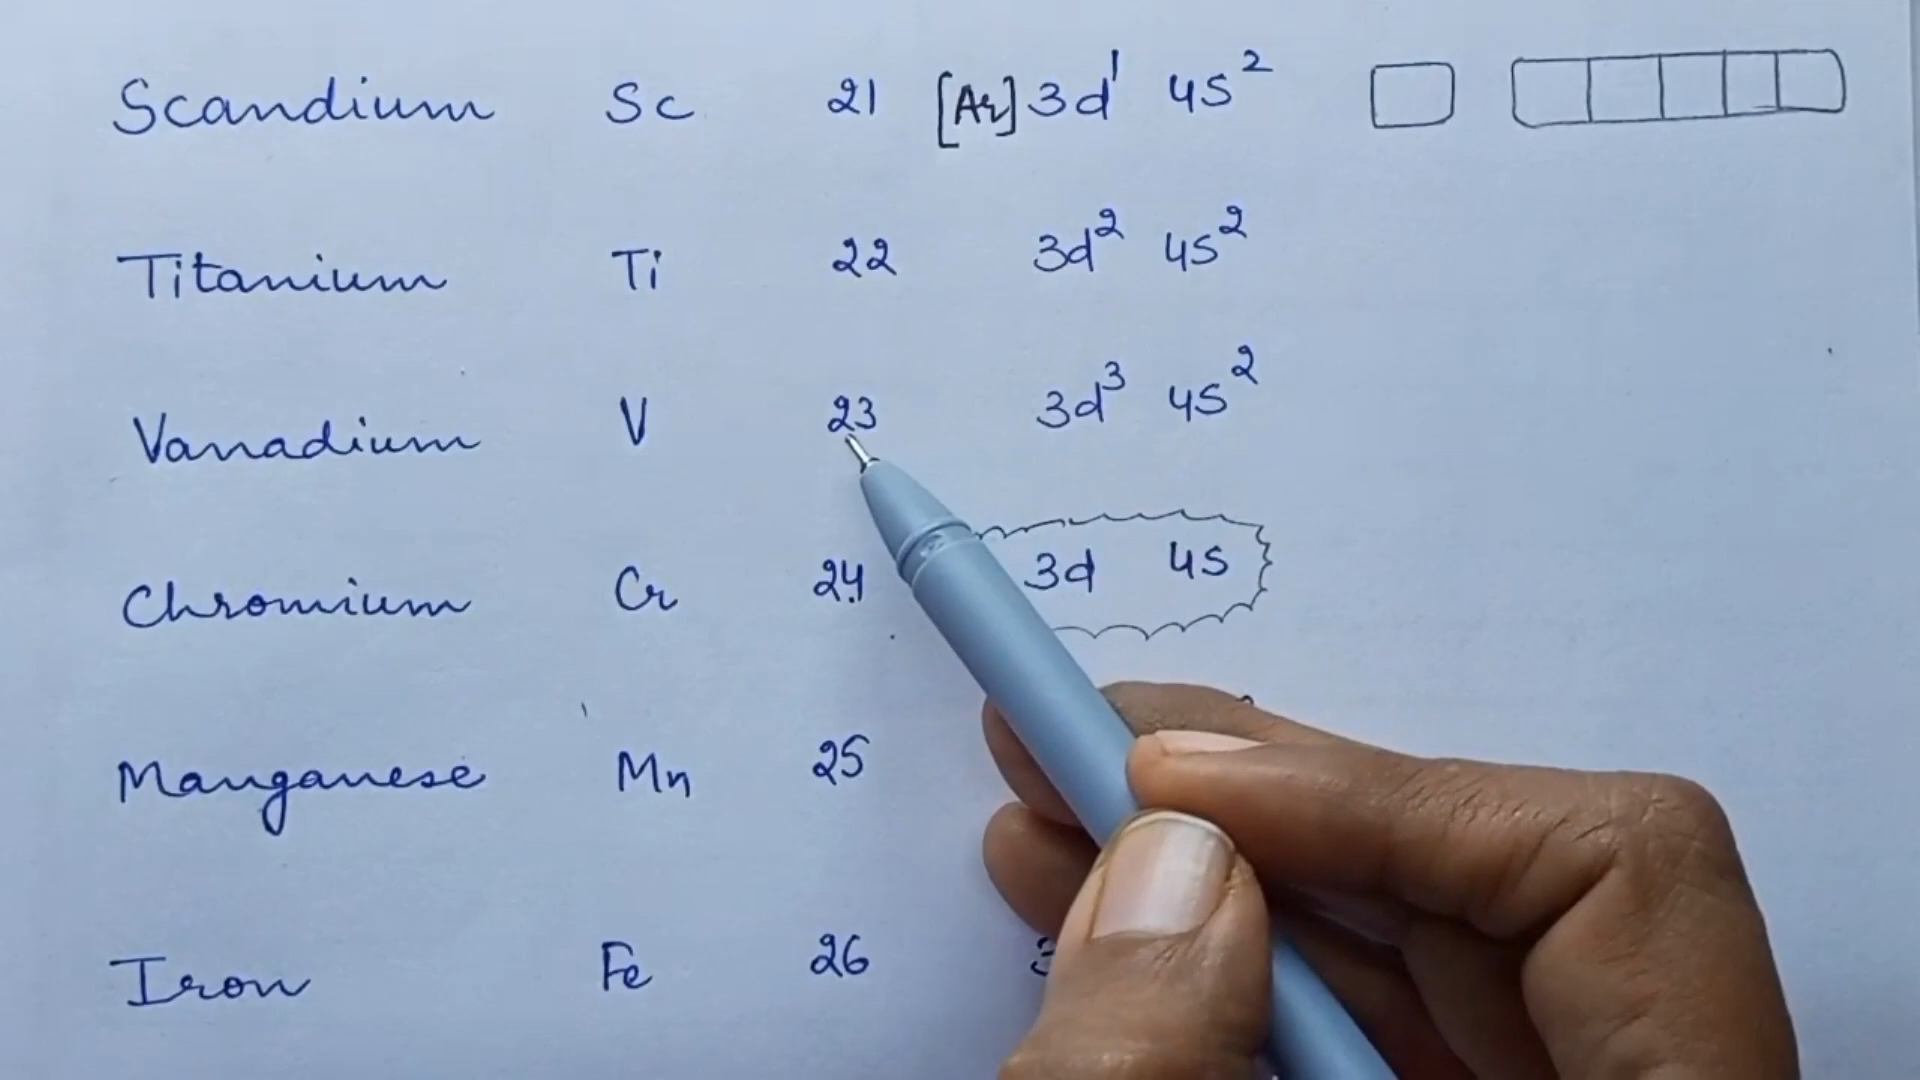 Scandium Sc 21 [Ar] 3d¹ 4s²
Titanium Ti 22 3d² 4s²
Vanadium V 23 3d³ 4s²
Chromium Cr 24 3d 4s
Manganese Mn 25
Iron Fe 26